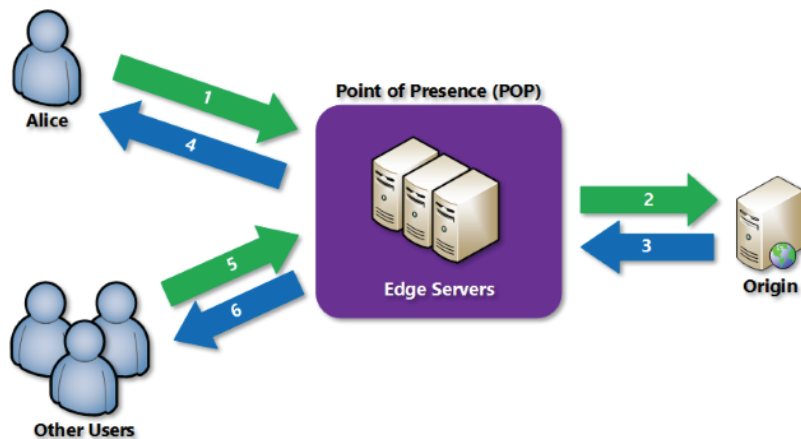 1
Point of Presence (POP)
Alice
4
2
3
5
Edge Servers
Origin
6
Other Users